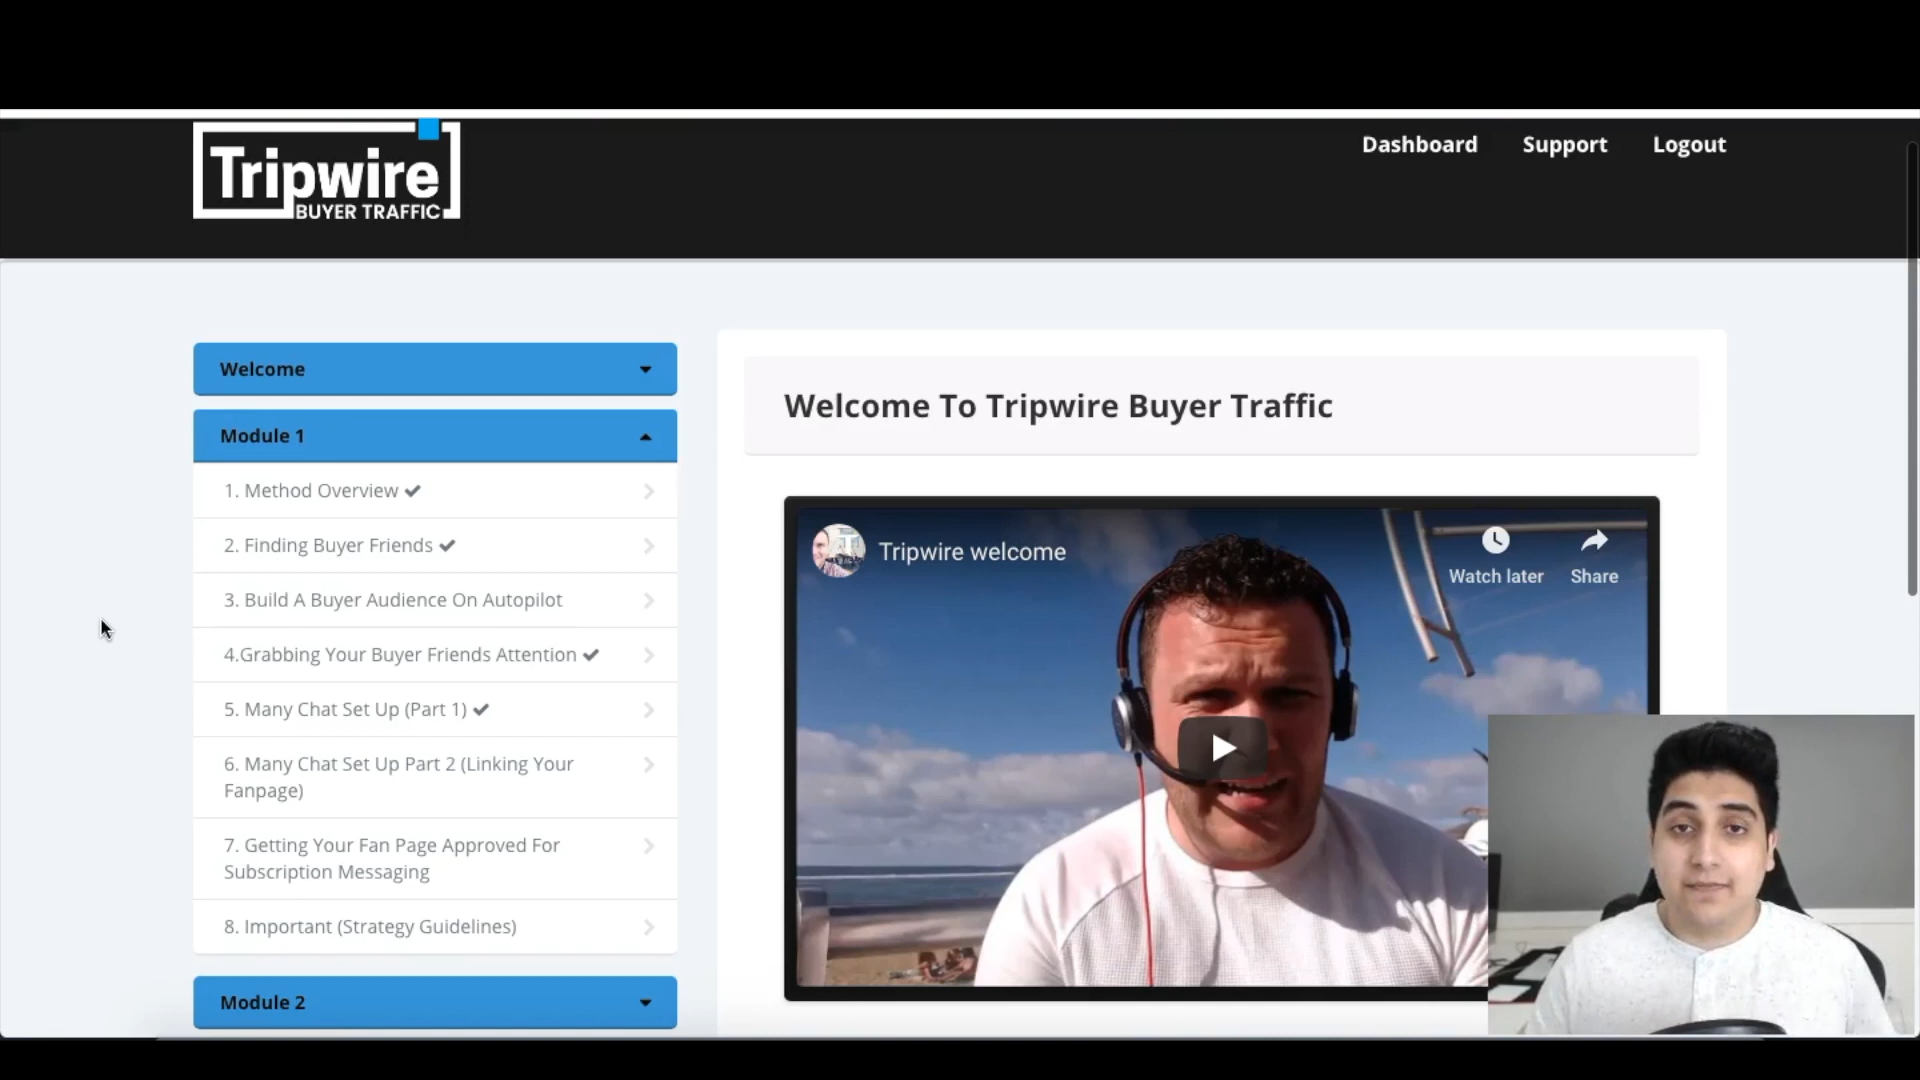 Tripwire
BUYER TRAFFIC
Dashboard
Support
Logout
Welcome
Module 1
1. Method Overview
2. Finding Buyer Friends
3. Build A Buyer Audience On Autopilot
4.Grabbing Your Buyer Friends Attention
5. Many Chat Set Up (Part 1)
6. Many Chat Set Up Part 2 (Linking Your
Fanpage)
7. Getting Your Fan Page Approved For
Subscription Messaging
8. Important (Strategy Guidelines)
Module 2
Welcome To Tripwire Buyer Traffic
Tripwire welcome
Watch later
Share